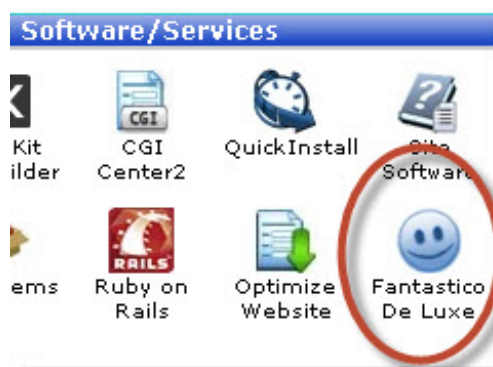 Software/Services
Kit
ilder
CGI
CGI
Center2
QuickInstall
Site
Software
ems
RAILS
Ruby on
Rails
Optimize
Website
Fantastico
De Luxe